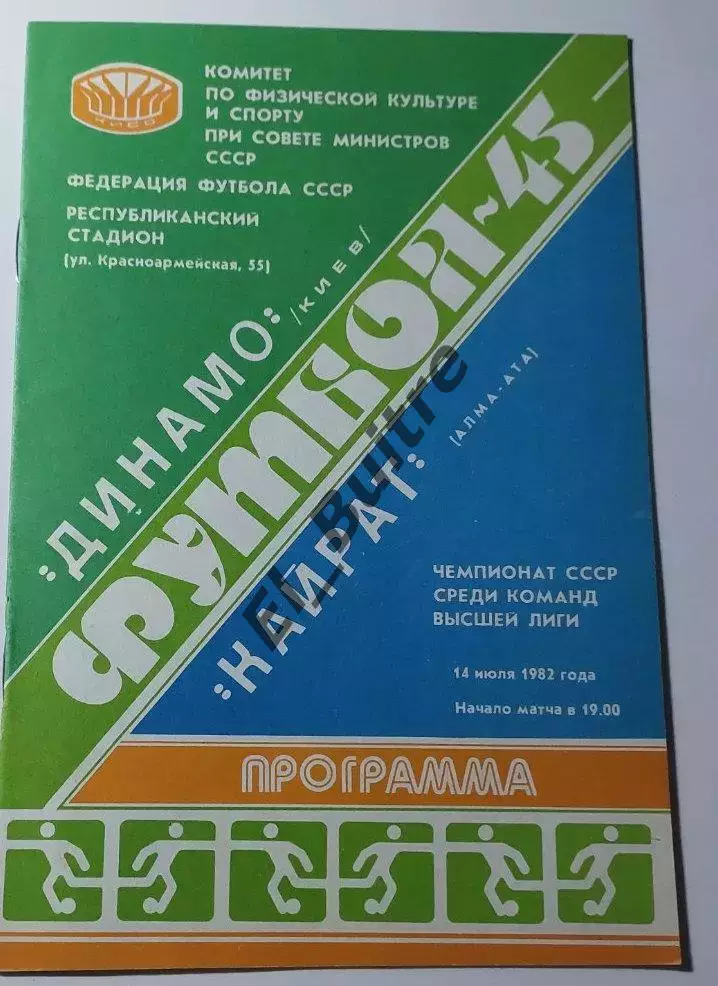 КИСО
КОМИТЕТ
ПО ФИЗИЧЕСКОЙ КУЛЬТУРЕ
И СПОРТУ
ПРИ СОВЕТЕ МИНИСТРОВ
СССР
ФЕДЕРАЦИЯ ФУТБОЛА СССР
РЕСПУБЛИКАНСКИЙ
СТАДИОН
(ул. Красноармейская, 55)
"ДИНАМО"
/КИЕВ/
ФУТБОЛ-45
"КАЙРАТ"
(АЛМА-АТА)
El_Buitre
ЧЕМПИОНАТ СССР
СРЕДИ КОМАНД
ВЫСШЕЙ ЛИГИ
14 июля 1982 года
Начало матча в 19.00
ПРОГРАММА